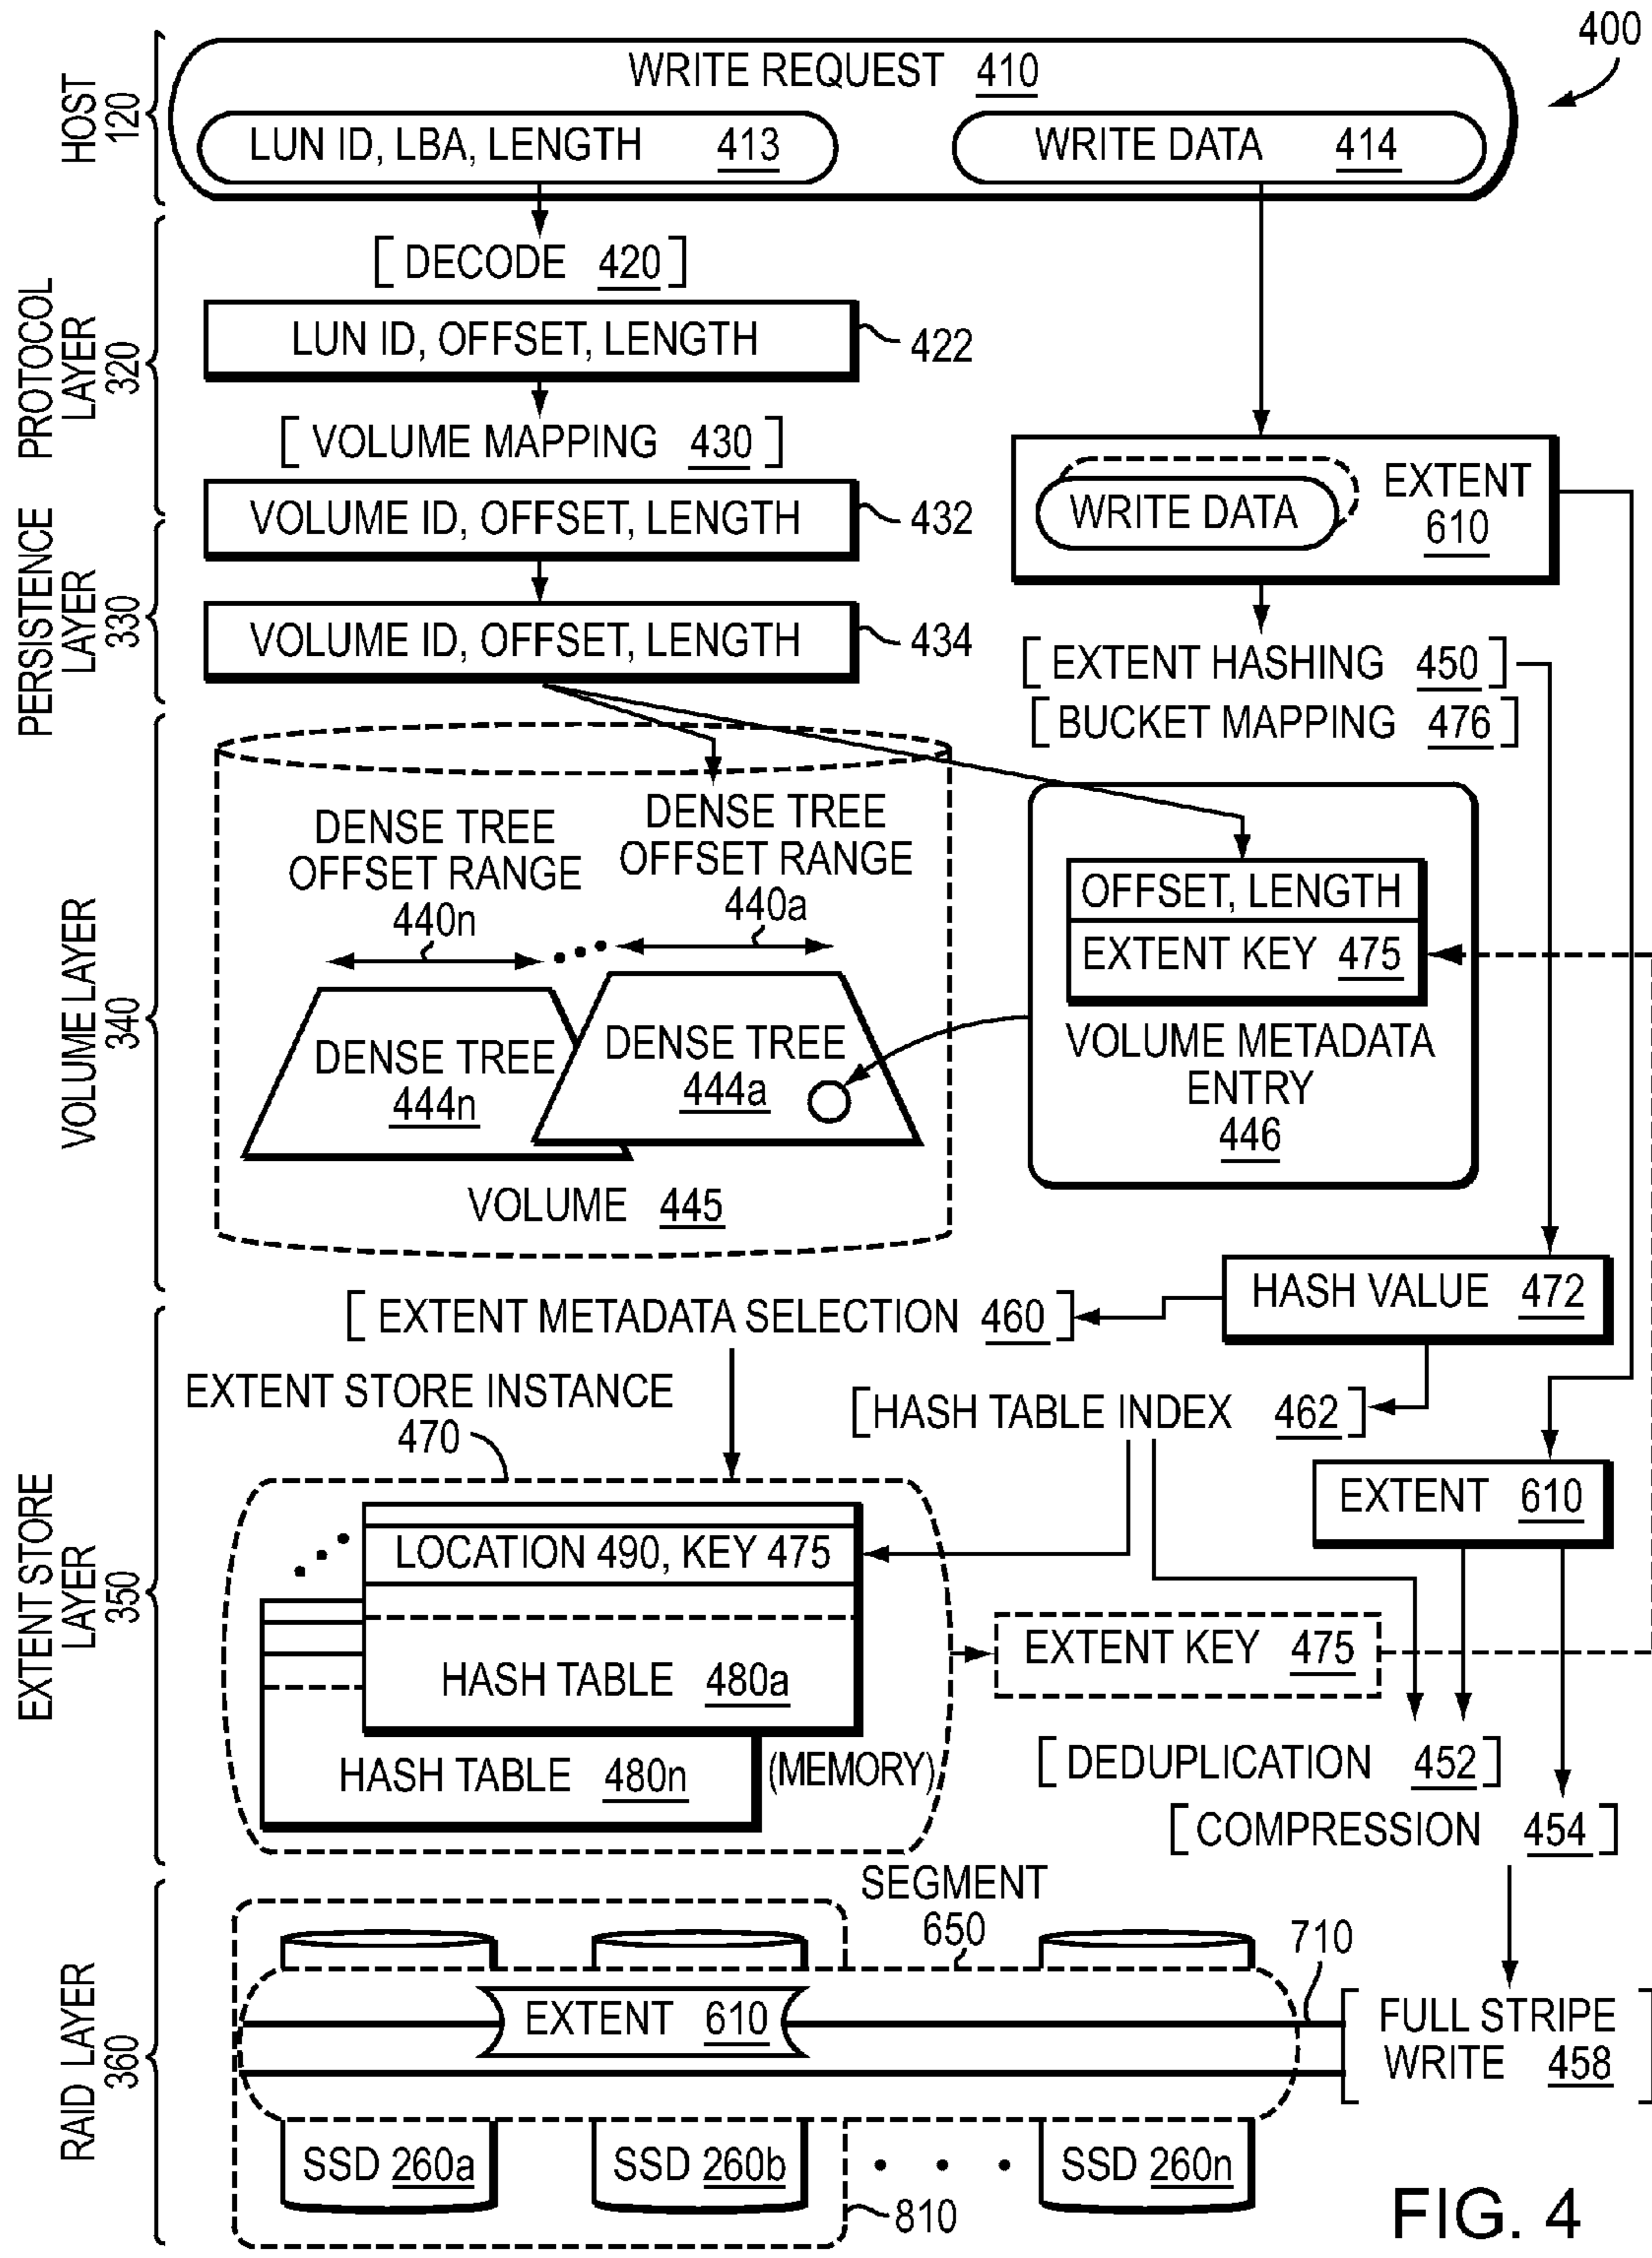 400
HOST
120
WRITE REQUEST 410
LUN ID, LBA, LENGTH 413
WRITE DATA 414
PROTOCOL
LAYER
320
[DECODE 420]
LUN ID, OFFSET, LENGTH
422
[VOLUME MAPPING 430]
VOLUME ID, OFFSET, LENGTH
432
WRITE DATA
EXTENT
610
PERSISTENCE
LAYER
330
VOLUME ID, OFFSET, LENGTH
434
[EXTENT HASHING 450]
[BUCKET MAPPING 476]
VOLUME LAYER
340
DENSE TREE
OFFSET RANGE
440n
DENSE TREE
OFFSET RANGE
440a
DENSE TREE
444n
DENSE TREE
444a
VOLUME 445
OFFSET, LENGTH
EXTENT KEY 475
VOLUME METADATA
ENTRY
446
HASH VALUE 472
EXTENT STORE
LAYER
350
[EXTENT METADATA SELECTION 460]
EXTENT STORE INSTANCE
470
[HASH TABLE INDEX 462]
EXTENT 610
LOCATION 490, KEY 475
HASH TABLE 480a
HASH TABLE 480n
(MEMORY)
EXTENT KEY 475
[DEDUPLICATION 452]
[COMPRESSION 454]
RAID LAYER
360
SEGMENT
650
710
EXTENT 610
[FULL STRIPE
WRITE 458]
SSD 260a
SSD 260b
• • •
SSD 260n
810
FIG. 4